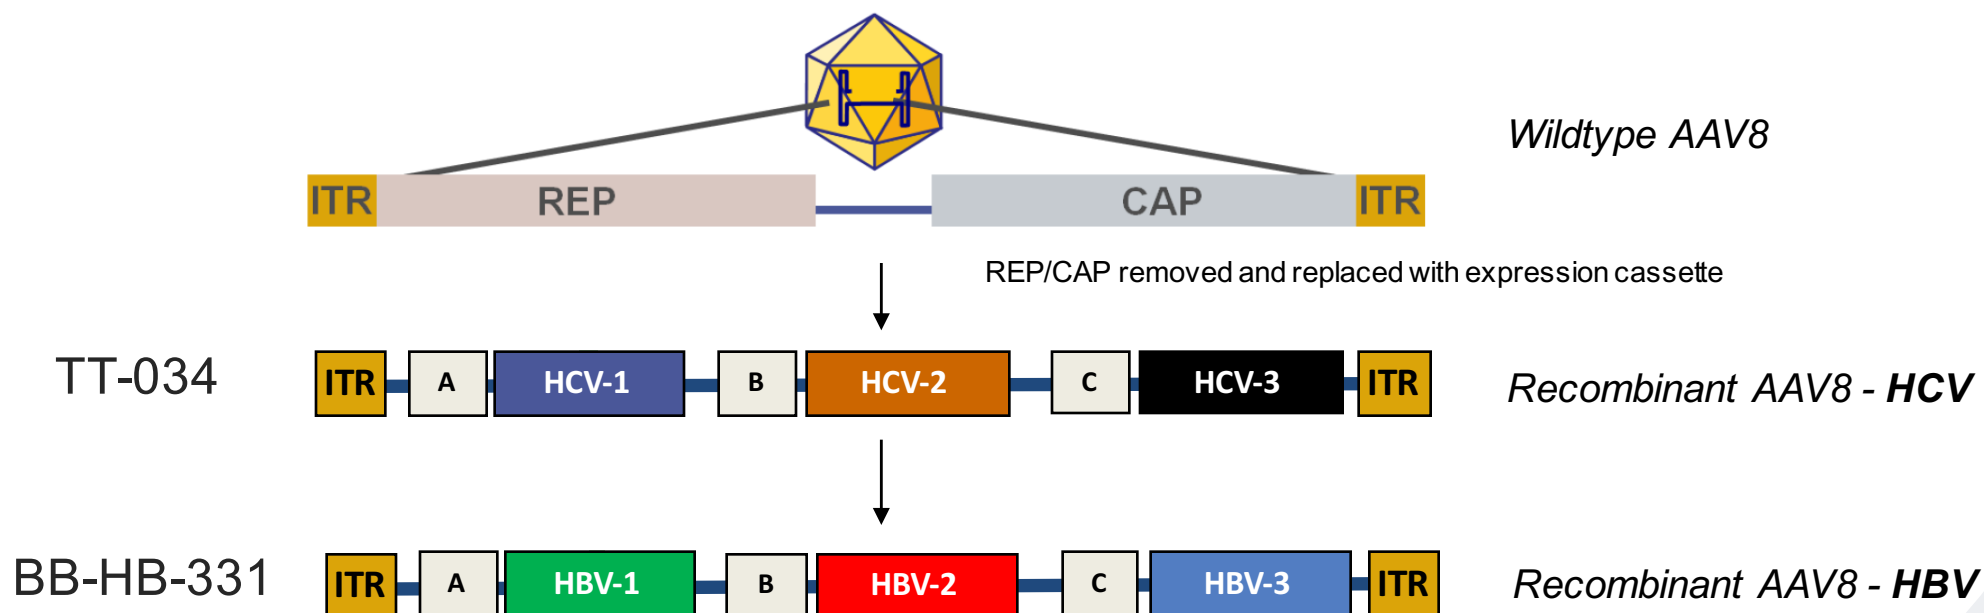 Wildtype AAV8
ITR REP CAP ITR
REP/CAP removed and replaced with expression cassette
TT-034 ITR A HCV-1 B HCV-2 C HCV-3 ITR Recombinant AAV8 - HCV
BB-HB-331 ITR A HBV-1 B HBV-2 C HBV-3 ITR Recombinant AAV8 - HBV